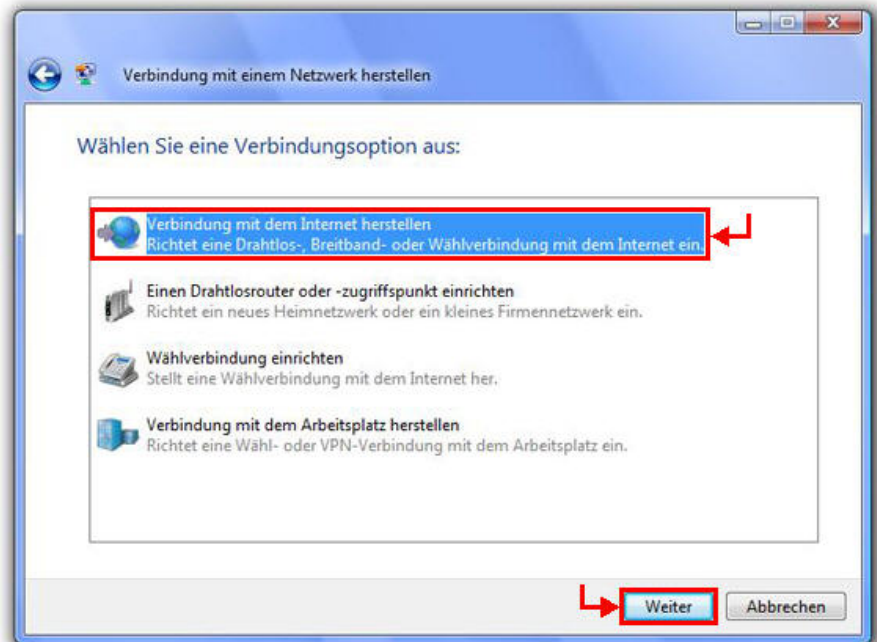 Verbindung mit einem Netzwerk herstellen
Wählen Sie eine Verbindungsoption aus:
Verbindung mit dem Internet herstellen
Richtet eine Drahtlos-, Breitband- oder Wählverbindung mit dem Internet ein.
Einen Drahtlosrouter oder -zugriffspunkt einrichten
Richtet ein neues Heimnetzwerk oder ein kleines Firmennetzwerk ein.
Wählverbindung einrichten
Stellt eine Wählverbindung mit dem Internet her.
Verbindung mit dem Arbeitsplatz herstellen
Richtet eine Wähl- oder VPN-Verbindung mit dem Arbeitsplatz ein.
Weiter
Abbrechen